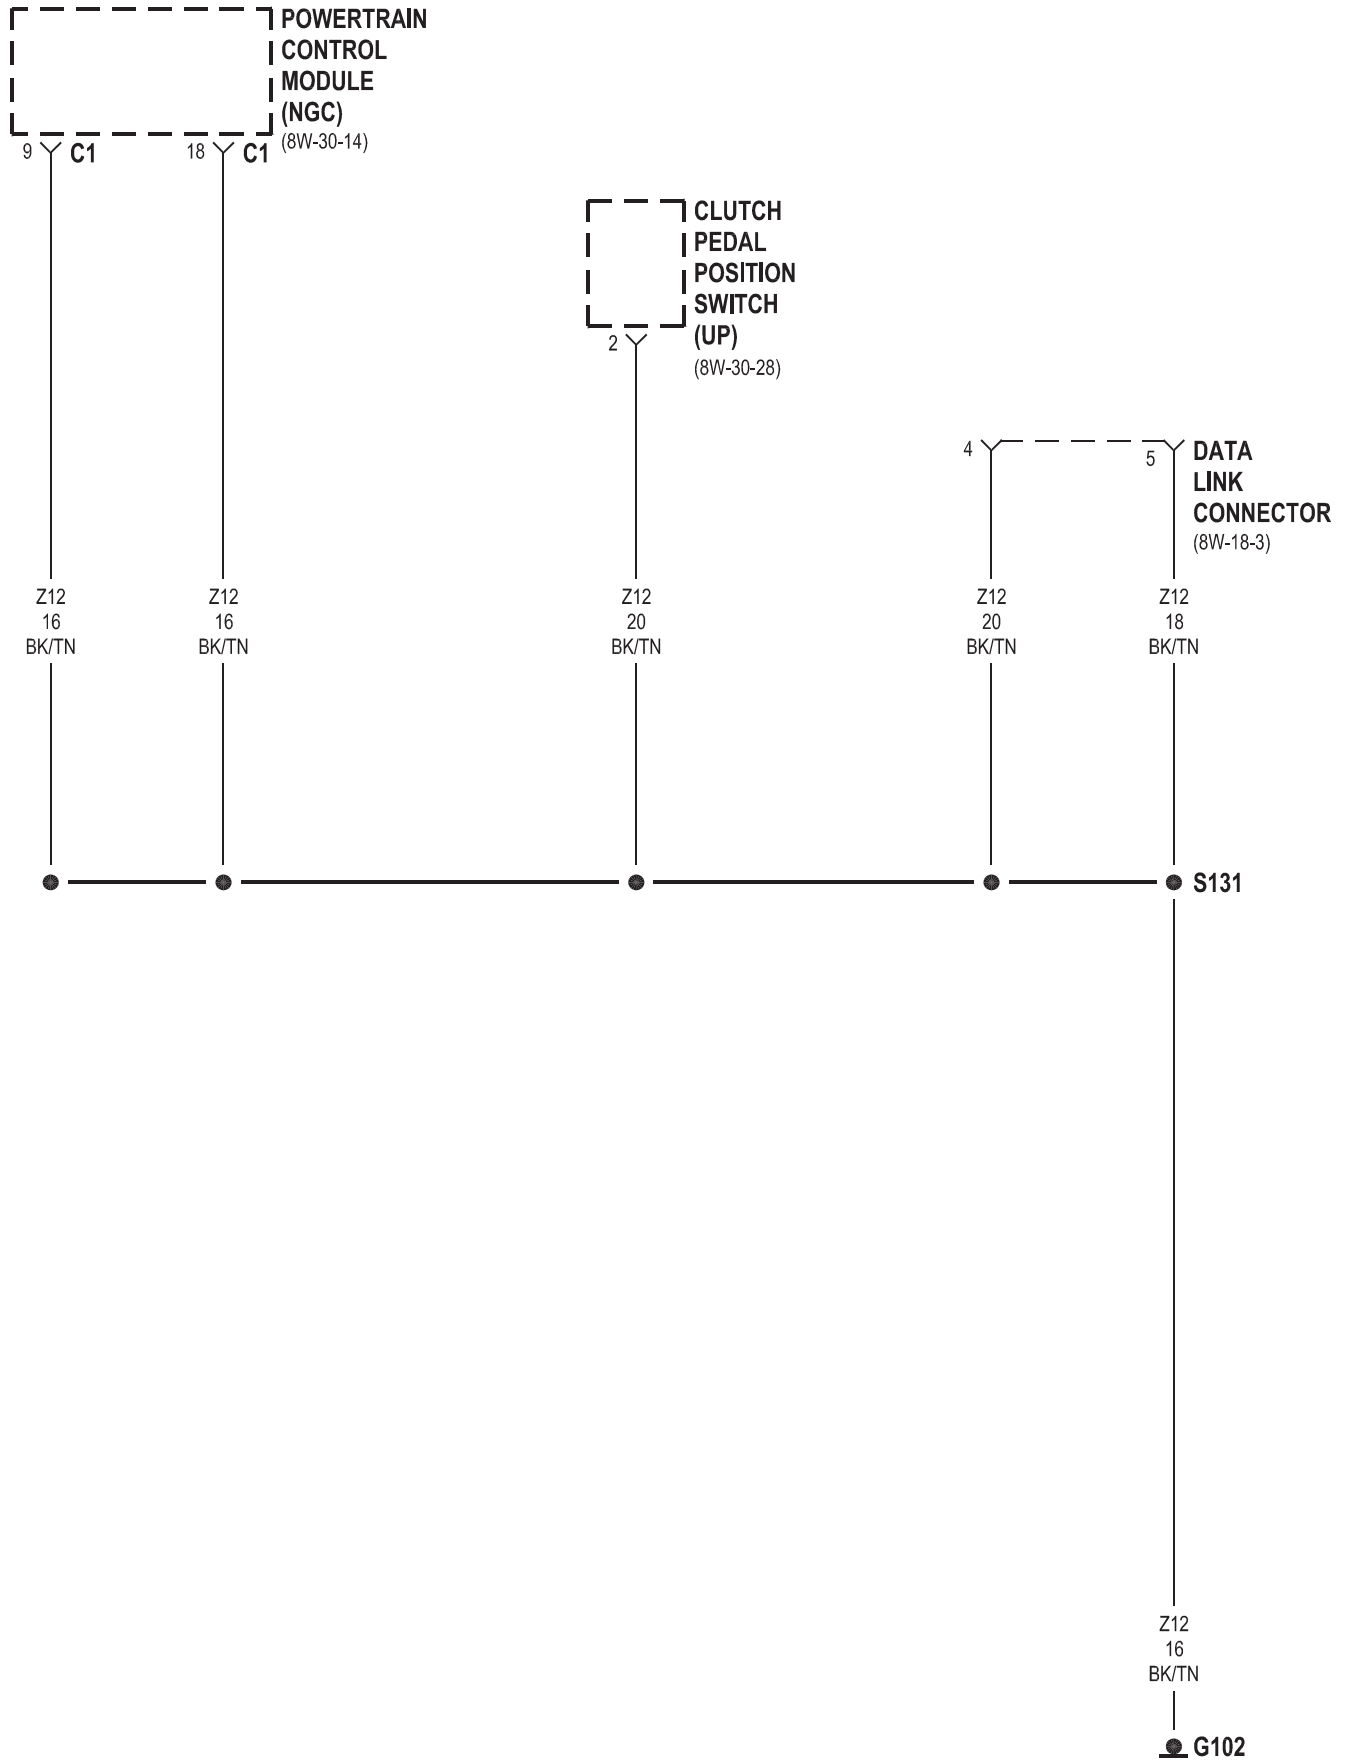 POWERTRAIN
CONTROL
MODULE
(NGC)
(8W-30-14)
9 C1
18 C1
CLUTCH
PEDAL
POSITION
SWITCH
(UP)
(8W-30-28)
2
4
5
DATA
LINK
CONNECTOR
(8W-18-3)
Z12
16
BK/TN
Z12
16
BK/TN
Z12
20
BK/TN
Z12
20
BK/TN
Z12
18
BK/TN
S131
Z12
16
BK/TN
G102